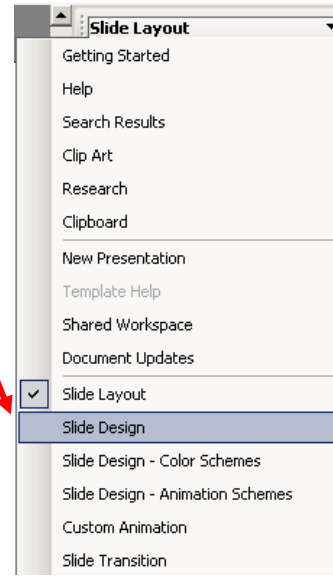 Slide Layout
Getting Started
Help
Search Results
Clip Art
Research
Clipboard
New Presentation
Template Help
Shared Workspace
Document Updates
Slide Layout
Slide Design
Slide Design - Color Schemes
Slide Design - Animation Schemes
Custom Animation
Slide Transition